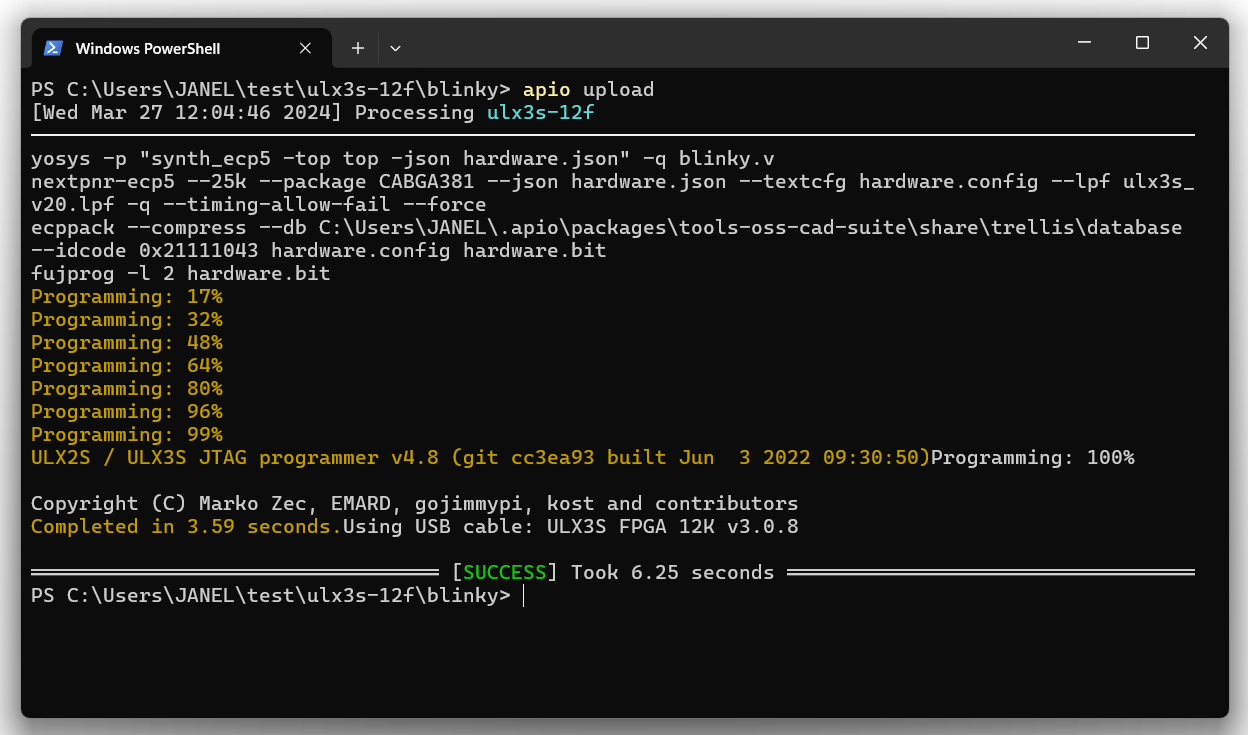 Windows PowerShell
PS C:\Users\JANEL\test\ulx3s-12f\blinky> apio upload
[Wed Mar 27 12:04:46 2024] Processing ulx3s-12f
yosys -p "synth_ecp5 -top top -json hardware.json" -q blinky.v
nextpnr-ecp5 --25k --package CABGA381 --json hardware.json --textcfg hardware.config --lpf ulx3s_
v20.lpf -q --timing-allow-fail --force
ecppack --compress --db C:\Users\JANEL\.apio\packages\tools-oss-cad-suite\share\trellis\database
--idcode 0x21111043 hardware.config hardware.bit
fujprog -l 2 hardware.bit
Programming: 17%
Programming: 32%
Programming: 48%
Programming: 64%
Programming: 80%
Programming: 96%
Programming: 99%
ULX2S / ULX3S JTAG programmer v4.8 (git cc3ea93 built Jun  3 2022 09:30:50)Programming: 100%
Copyright (C) Marko Zec, EMARD, gojimmypi, kost and contributors
Completed in 3.59 seconds.Using USB cable: ULX3S FPGA 12K v3.0.8
[SUCCESS] Took 6.25 seconds
PS C:\Users\JANEL\test\ulx3s-12f\blinky>